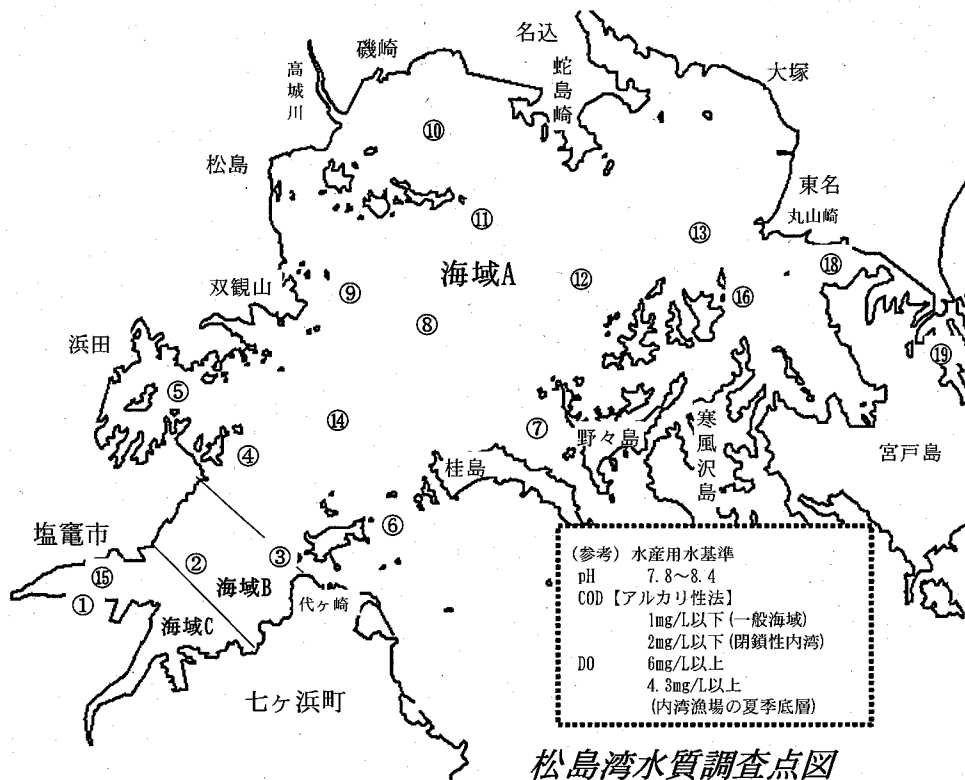 名込
磯崎
高城川
蛇島崎
大塚
⑩
松島
東名
丸山崎
⑪
⑬
⑱
海域A
双観山
⑨
⑫
⑯
⑧
浜田
⑲
⑤
⑭
⑦
野々島
寒風沢島
④
桂島
宮戸島
塩竈市
⑥
②
③
⑮
①
海域B
代ヶ崎
海域C
七ヶ浜町
(参考) 水産用水基準
pH 7.8～8.4
COD【アルカリ性法】
1mg/L以下(一般海域)
2mg/L以下(閉鎖性内湾)
DO 6mg/L以上
4.3mg/L以上
(内湾漁場の夏季底層)
松島湾水質調査点図